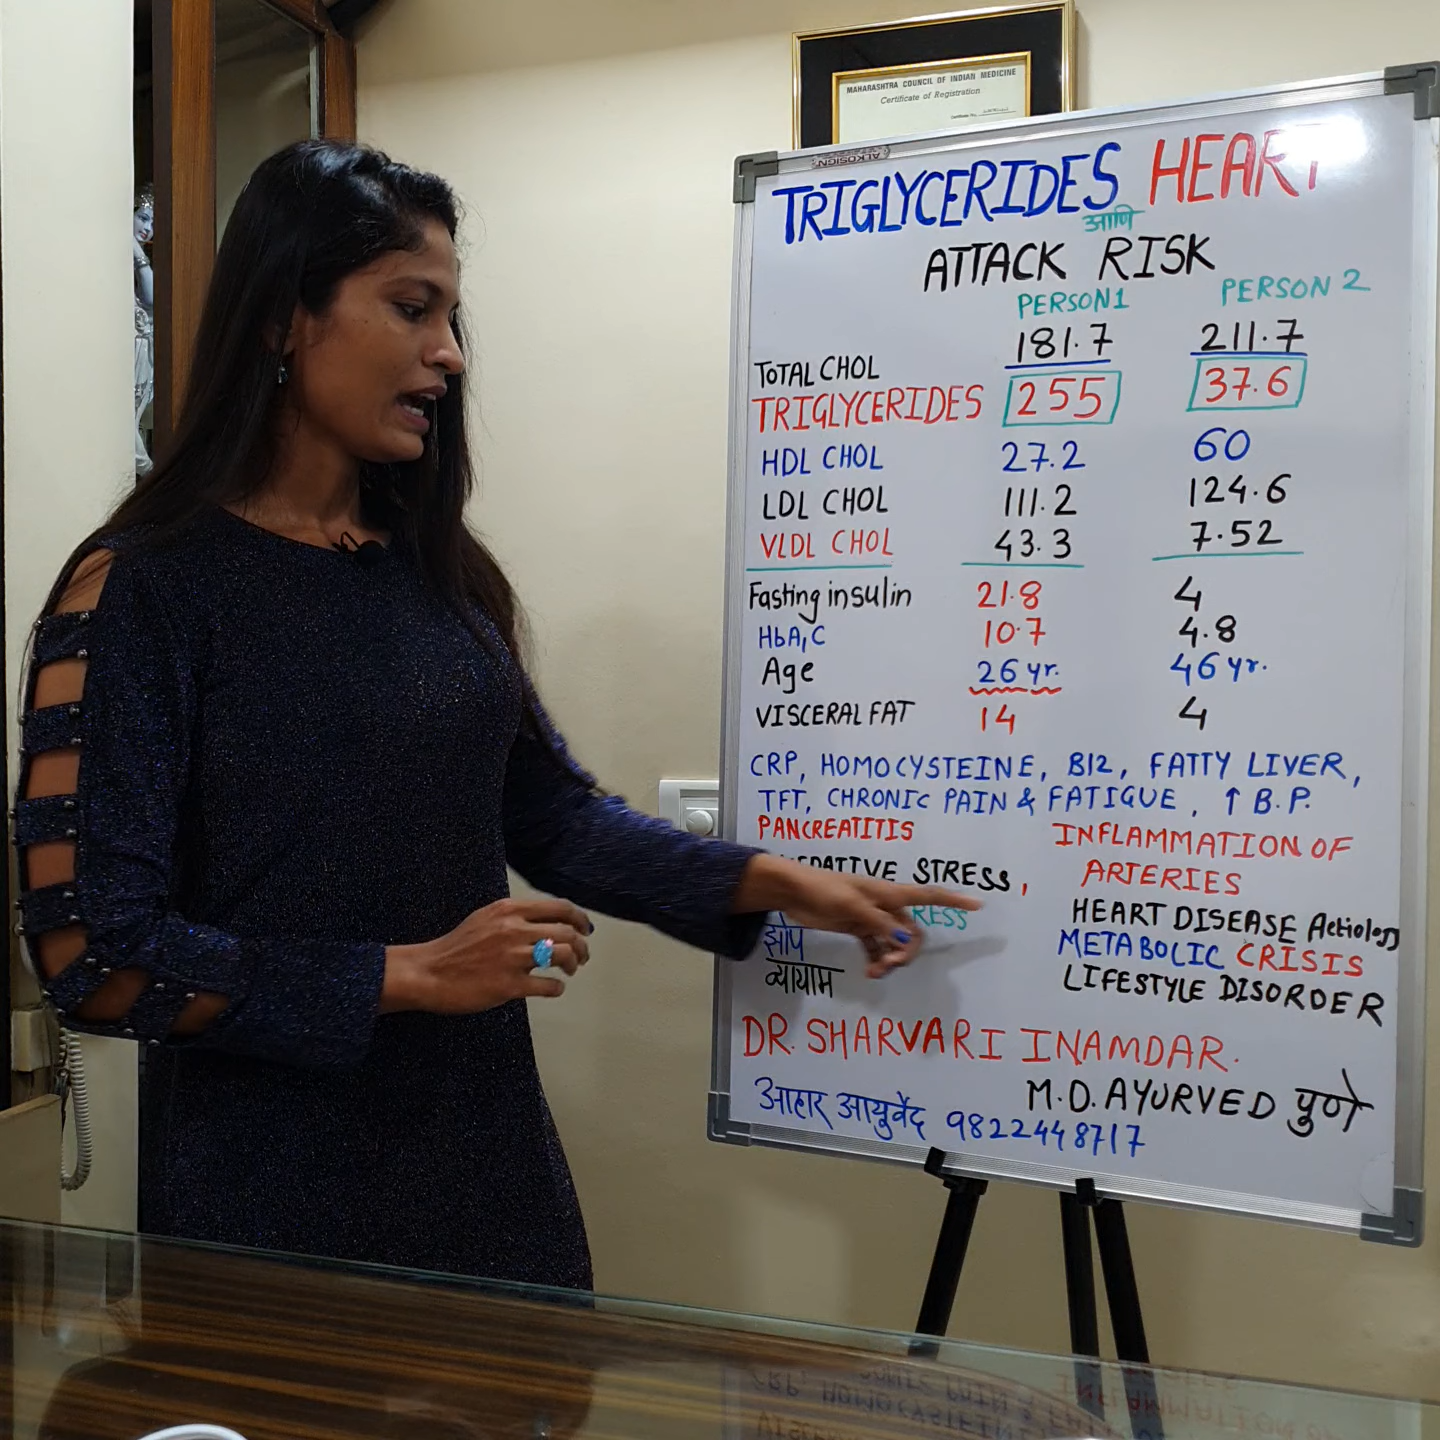 MAHARASHTRA COUNCIL OF INDIAN MEDICINE
Certificate of Registration
ALKOSIGN
TRIGLYCERIDES HEART
आणि
ATTACK RISK
PERSON 1 PERSON 2
TOTAL CHOL 181.7 211.7
TRIGLYCERIDES 255 37.6
HDL CHOL 27.2 60
LDL CHOL 111.2 124.6
VLDL CHOL 43.3 7.52
Fasting insulin 21.8 4
HbA1C 10.7 4.8
Age 26 yr. 46 yr.
VISCERAL FAT 14 4
CRP, HOMOCYSTEINE, B12, FATTY LIVER,
TFT, CHRONIC PAIN & FATIGUE, ↑ B.P.
PANCREATITIS INFLAMMATION OF
STRESS, ARTERIES
HEART DISEASE Aetiology
झोप METABOLIC CRISIS
व्यायाम LIFESTYLE DISORDER
DR. SHARVARI INAMDAR.
M.D. AYURVED पुणे
आहार आयुर्वेद 9822448717